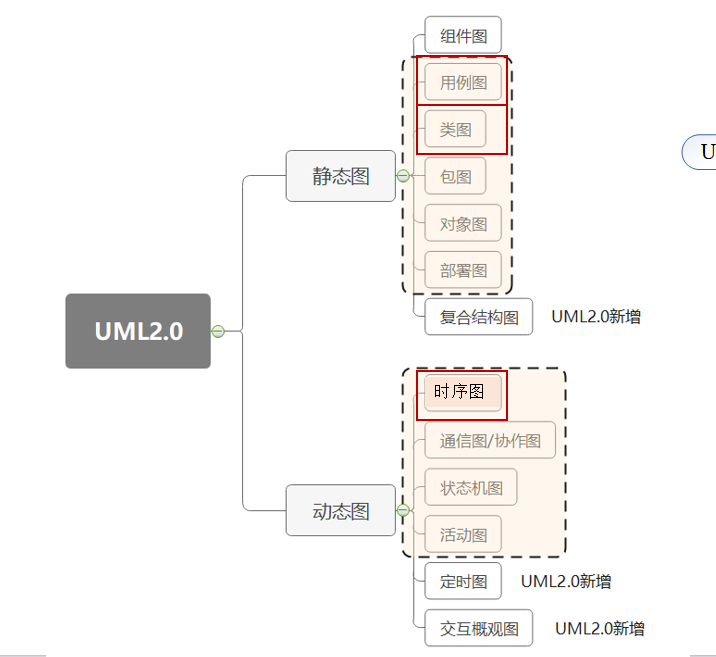 组件图
用例图
类图
U
静态图
包图
对象图
部署图
复合结构图 UML2.0新增
UML2.0
时序图
通信图/协作图
状态机图
动态图
活动图
定时图 UML2.0新增
交互概观图 UML2.0新增